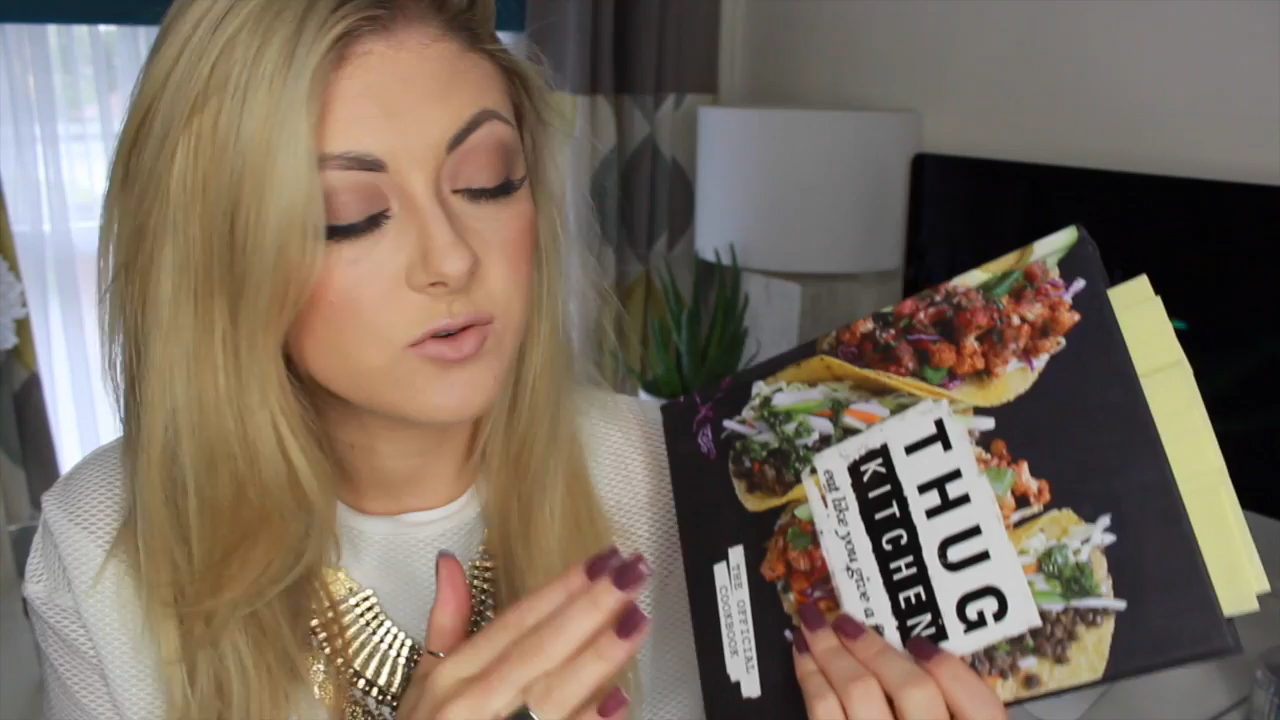 THUG
KITCHEN
eat like you give a
THE OFFICIAL
COOKBOOK